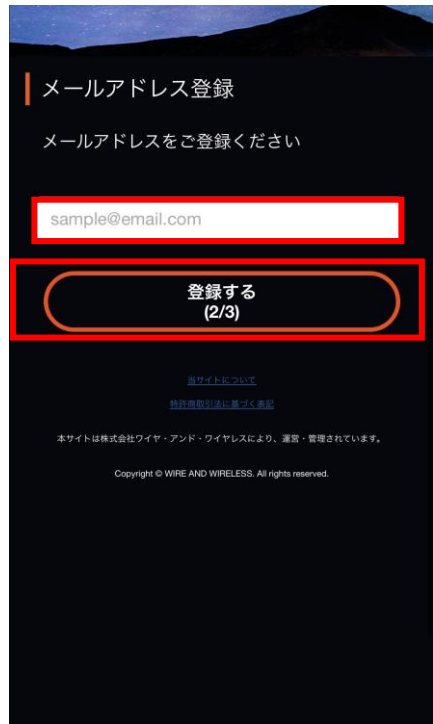 メールアドレス登録
メールアドレスをご登録ください
sample@email.com
登録する
(2/3)
当サイトについて
特許商取引法に基づく表記
本サイトは株式会社ワイヤ・アンド・ワイヤレスにより、運営・管理されています。
Copyright © WIRE AND WIRELESS. All rights reserved.